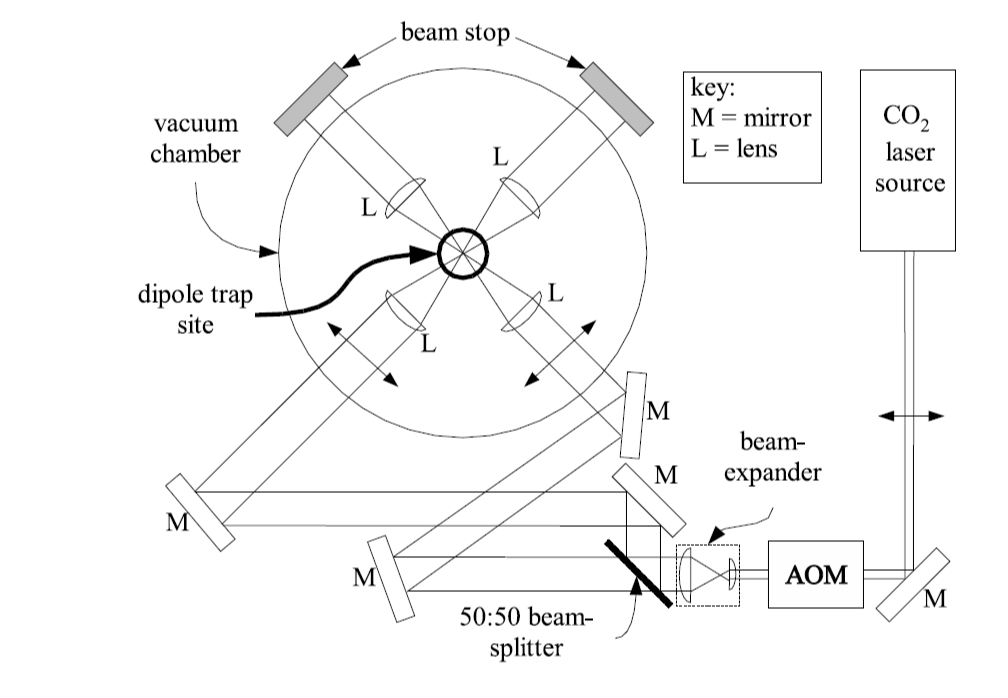 beam stop
key:
M = mirror
L = lens
CO₂
laser
source
vacuum
chamber
L
L
dipole trap
site
L
L
M
beam-
expander
M
M
M
AOM
M
50:50 beam-
splitter